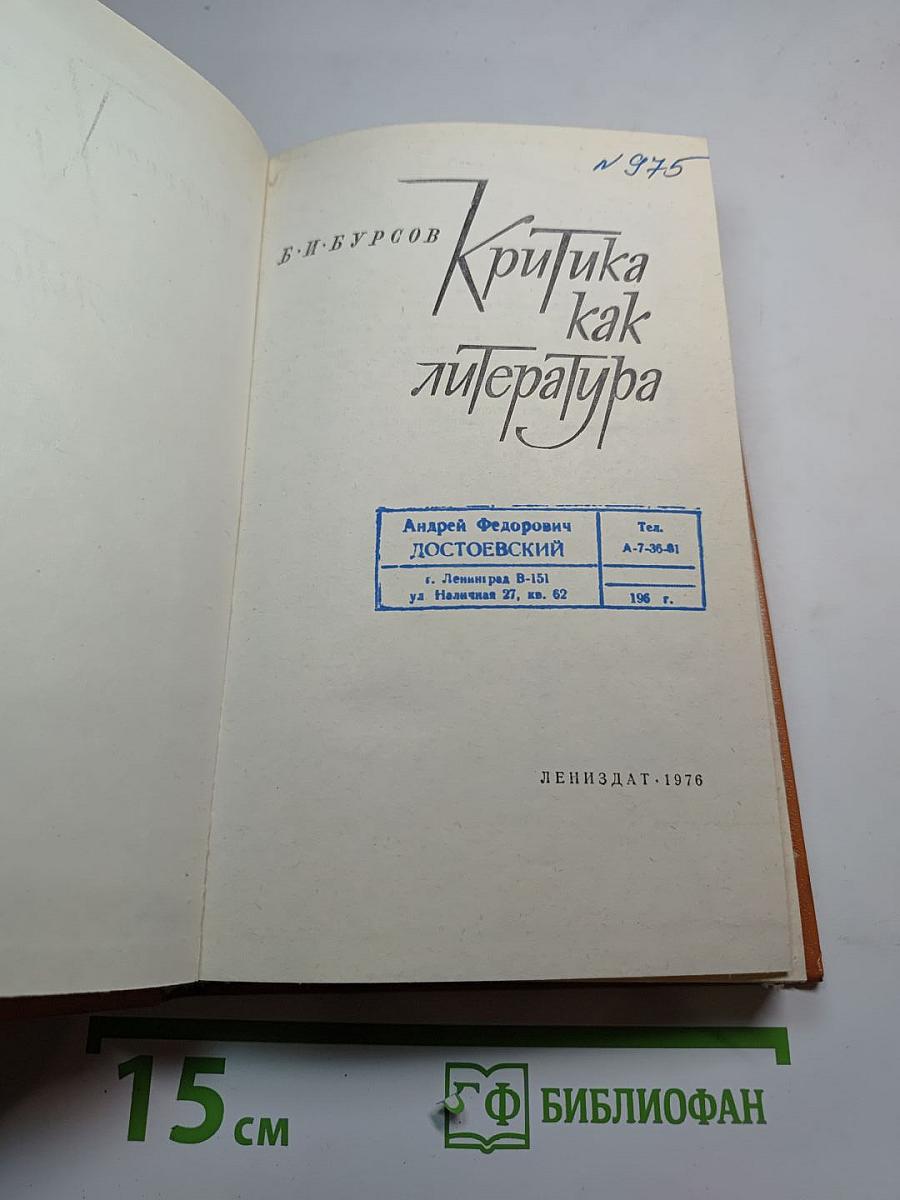 N 975
Б·И·БУРСОВ
Критика
как
литература
Андрей Федорович
ДОСТОЕВСКИЙ
г. Ленинград В-151
ул Наличная 27, кв. 62
Тел.
А-7-36-81
196 г.
ЛЕНИЗДАТ·1976
15 см
БФ БИБЛИОФАН